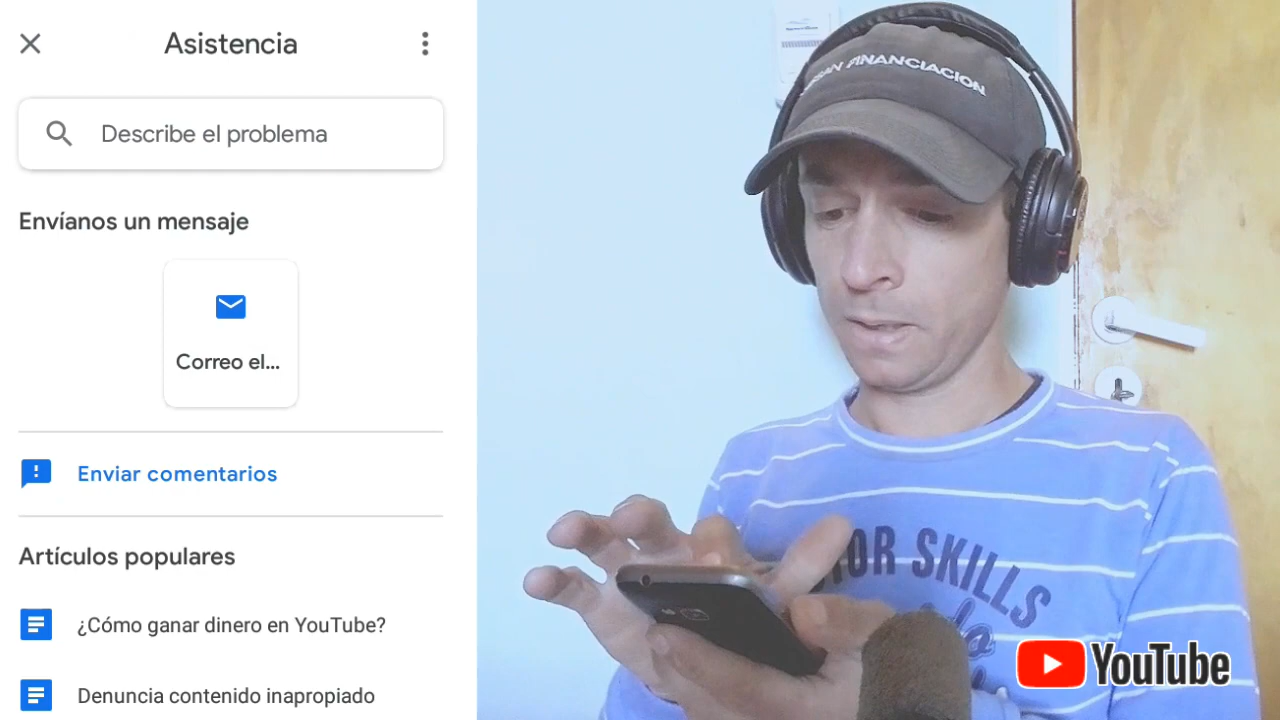 Asistencia
Describe el problema
Envíanos un mensaje
Correo el...
Enviar comentarios
Artículos populares
¿Cómo ganar dinero en YouTube?
Denuncia contenido inapropiado
FINANCIACION
SKILLS
YouTube